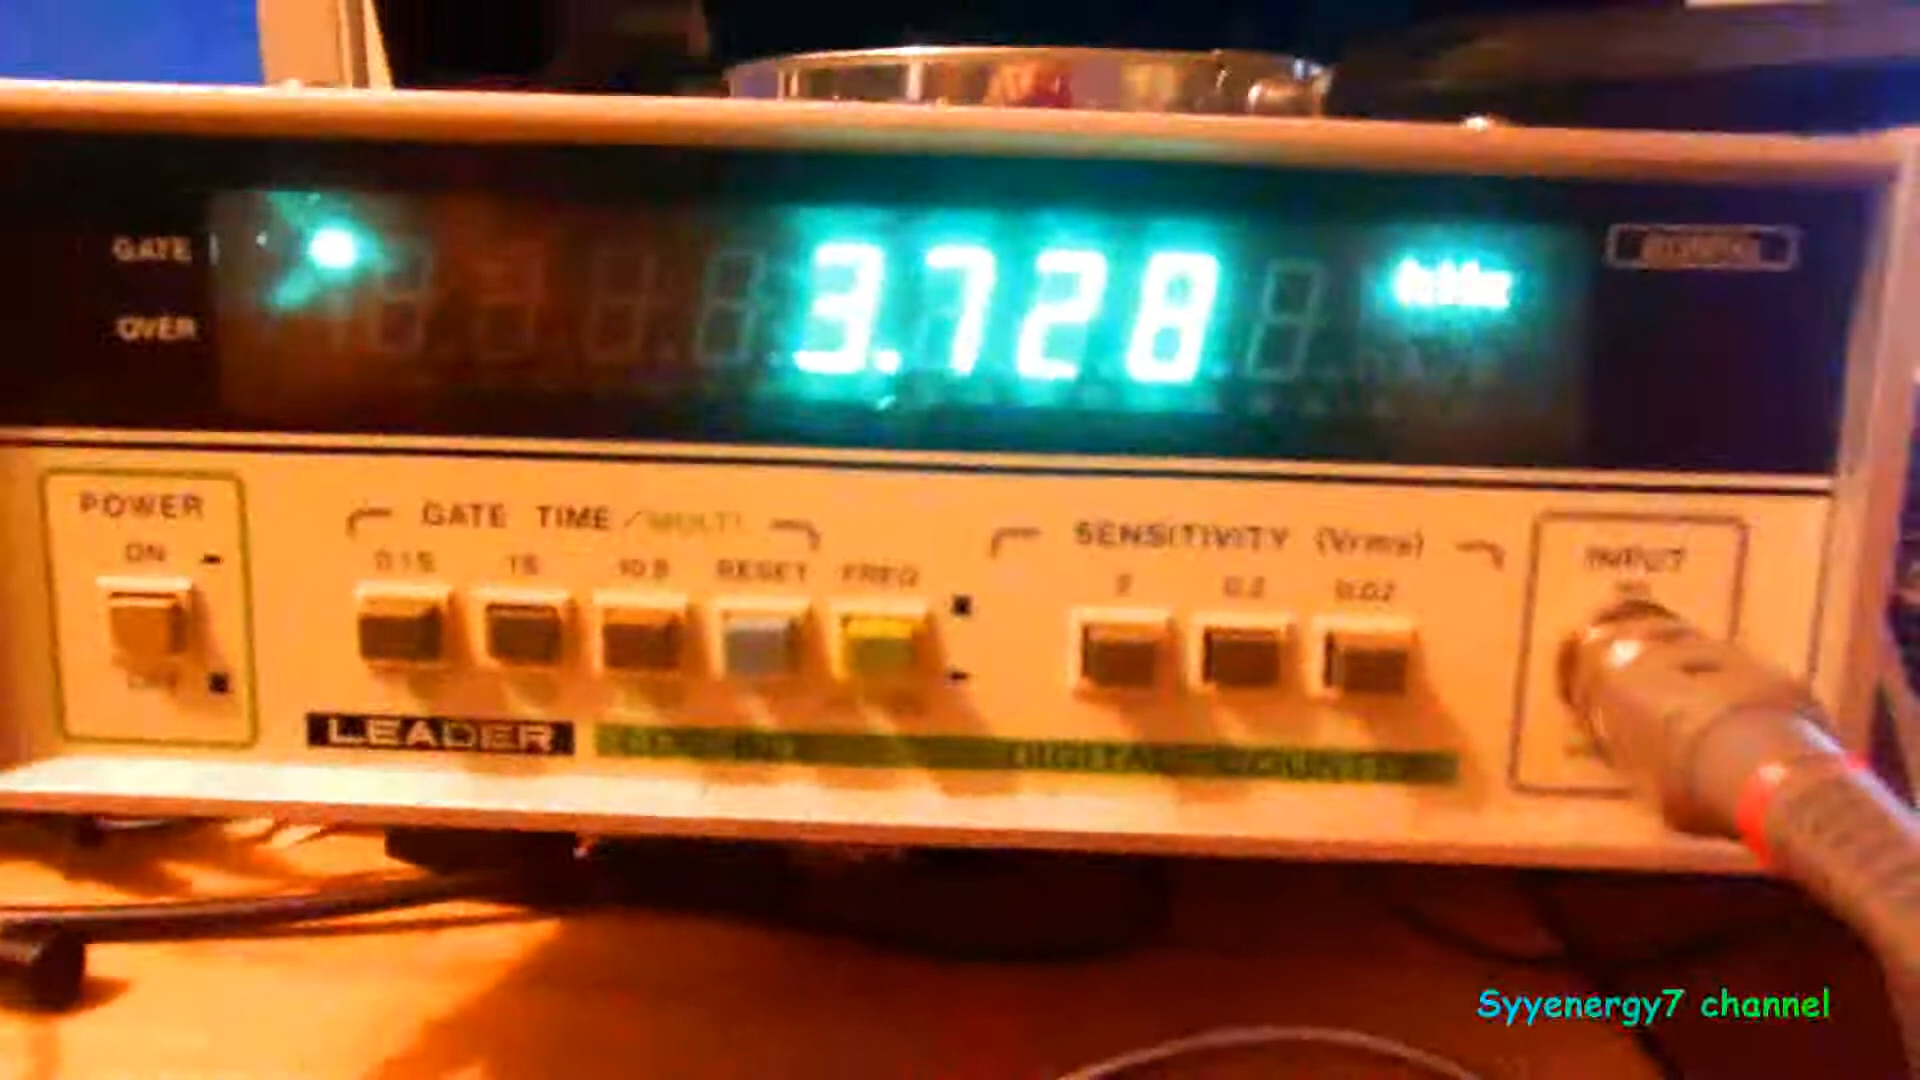 GATE
3.728
kHz
OVER
POWER
ON
OFF
GATE TIME / MULTI
0.1S 1S 10S RESET FREQ
SENSITIVITY (Vrms)
2 0.2 0.02
INPUT
LEADER
DIGITAL COUNTER
Syyenergy7 channel